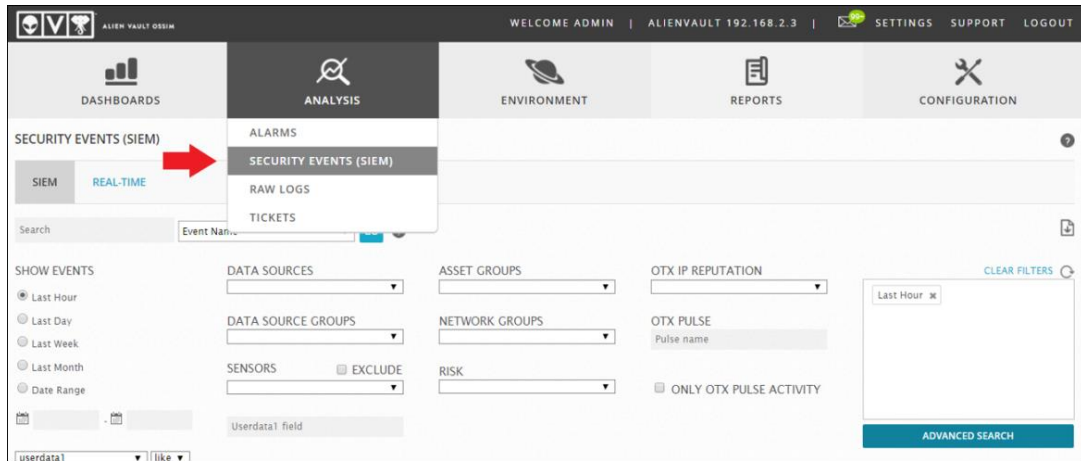 ALIEN VAULT OSSIM
WELCOME ADMIN | ALIENVAULT 192.168.2.3 | 99+ SETTINGS SUPPORT LOGOUT
DASHBOARDS ANALYSIS ENVIRONMENT REPORTS CONFIGURATION
SECURITY EVENTS (SIEM)
ALARMS
SECURITY EVENTS (SIEM)
RAW LOGS
TICKETS
SIEM REAL-TIME
Search Event Name
SHOW EVENTS
Last Hour
Last Day
Last Week
Last Month
Date Range
-
userdata1 like
DATA SOURCES
DATA SOURCE GROUPS
SENSORS EXCLUDE
Userdata1 field
ASSET GROUPS
NETWORK GROUPS
RISK
OTX IP REPUTATION
OTX PULSE
Pulse name
ONLY OTX PULSE ACTIVITY
CLEAR FILTERS
Last Hour
ADVANCED SEARCH